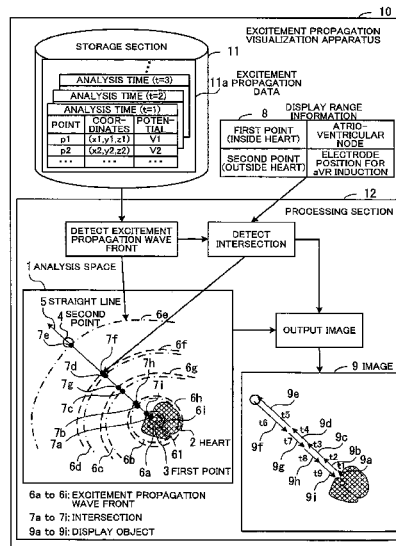 10
EXCITEMENT PROPAGATION
VISUALIZATION APPARATUS
11
STORAGE SECTION
11a
EXCITEMENT
PROPAGATION
DATA
ANALYSIS TIME (t=3)
ANALYSIS TIME (t=2)
ANALYSIS TIME (t=1)
POINT COOR-DINATES POTEN-TIAL
p1 (x1,y1,z1) V1
p2 (x2,y2,z2) V2
... ... ...
DISPLAY RANGE
8 INFORMATION
FIRST POINT (INSIDE HEART) ATRIO-VENTRICULAR NODE
SECOND POINT (OUTSIDE HEART) ELECTRODE POSITION FOR aVR INDUCTION
12
PROCESSING SECTION
DETECT EXCITEMENT PROPAGATION WAVE FRONT
DETECT INTERSECTION
OUTPUT IMAGE
1 ANALYSIS SPACE
5 STRAIGHT LINE
4 SECOND POINT
6e
7e
7f
7d
6f
7h
6g
7g
7i
7c
6h
6i
7b
7a
2 HEART
6d
6c
6b
6a
61
3 FIRST POINT
9 IMAGE
9e
t5
9d
t6
t4
9c
9f
t7
t3
9b
t8
t2
9a
9g
t9
t1
9h
9i
6a to 6i: EXCITEMENT PROPAGATION
WAVE FRONT
7a to 7i: INTERSECTION
9a to 9i: DISPLAY OBJECT